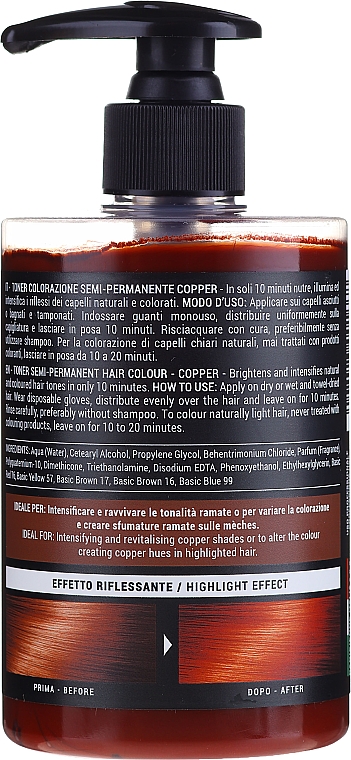 IT- TONER COLORAZIONE SEMI-PERMANENTE COPPER - In soli 10 minuti nutre, illumina ed
intensifica i riflessi dei capelli naturali e colorati. MODO D'USO: Applicare sui capelli asciutti
o bagnati e tamponati. Indossare guanti monouso, distribuire uniformemente sulla
capigliatura e lasciare in posa 10 minuti. Risciacquare con cura, preferibilmente senza
utilizzare shampoo. Per la colorazione di capelli chiari naturali, mai trattati con prodotti
coloranti, lasciare in posa da 10 a 20 minuti.
EN- TONER SEMI-PERMANENT HAIR COLOUR - COPPER - Brightens and intensifies natural
and coloured hair tones in only 10 minutes. HOW TO USE: Apply on dry or wet and towel-dried
hair. Wear disposable gloves, distribute evenly over the hair and leave on for 10 minutes.
Rinse carefully, preferably without shampoo. To colour naturally light hair, never treated with
colouring products, leave on for 10 to 20 minutes.
INGREDIENTS: Aqua (Water), Cetearyl Alcohol, Propylene Glycol, Behentrimonium Chloride, Parfum (Fragrance),
Polyquaternium-10, Dimethicone, Triethanolamine, Disodium EDTA, Phenoxyethanol, Ethylhexylglycerin, Basic
Red 76, Basic Yellow 57, Basic Brown 17, Basic Brown 16, Basic Blue 99
IDEALE PER: Intensificare e ravvivare le tonalità ramate o per variare la colorazione
e creare sfumature ramate sulle mèches.
IDEAL FOR: Intensifying and revitalising copper shades or to alter the colour
creating copper hues in highlighted hair.
EFFETTO RIFLESSANTE / HIGHLIGHT EFFECT
PRIMA - BEFORE
DOPO - AFTER